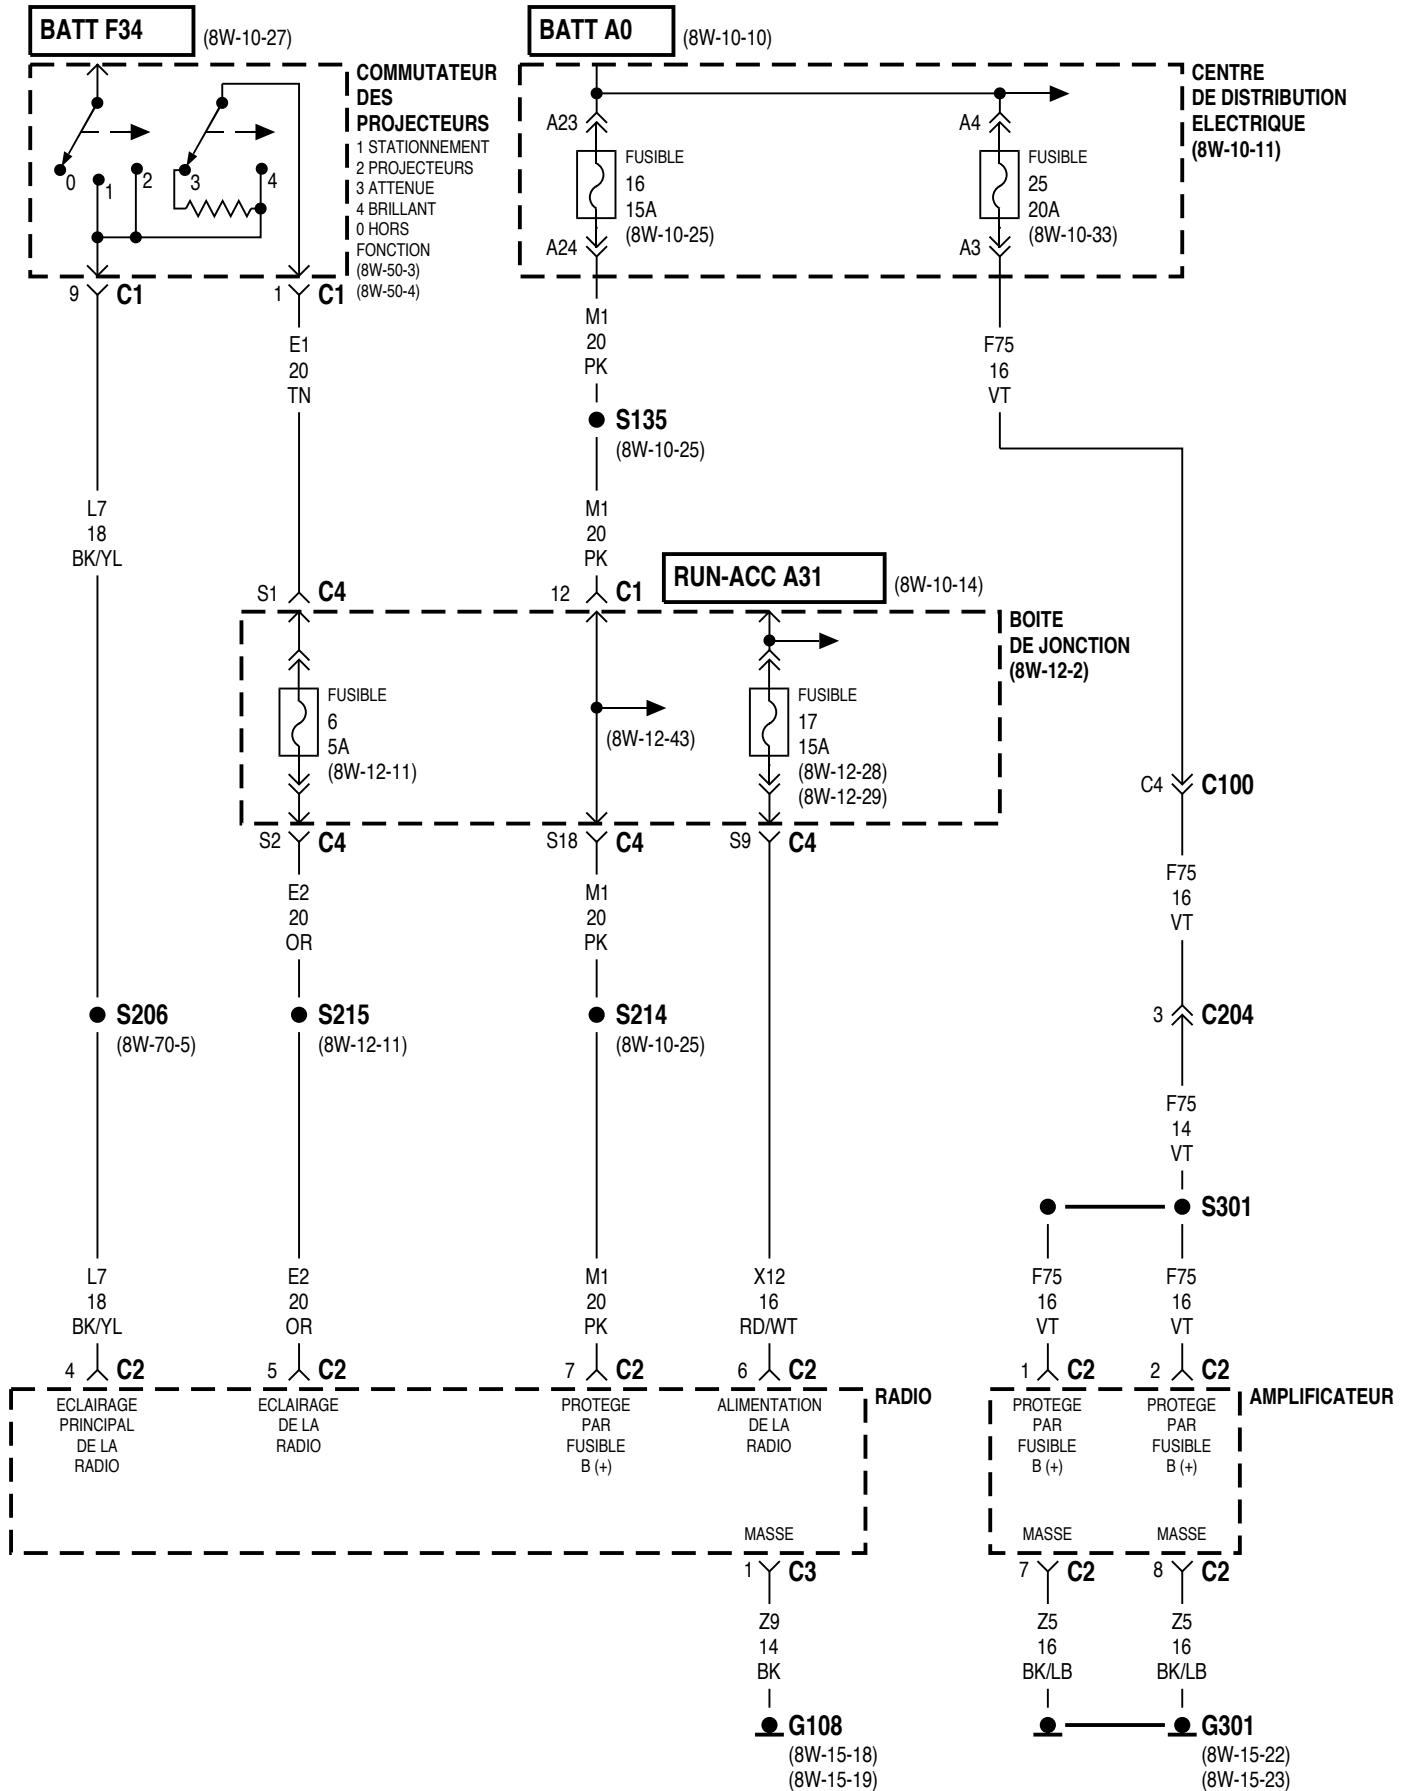 BATT F34
(8W-10-27)
BATT A0
(8W-10-10)
COMMUTATEUR
DES
PROJECTEURS
1 STATIONNEMENT
2 PROJECTEURS
3 ATTENUE
4 BRILLANT
0 HORS
FONCTION
(8W-50-3)
(8W-50-4)
0
1
2
3
4
CENTRE
DE DISTRIBUTION
ELECTRIQUE
(8W-10-11)
A23
FUSIBLE
16
15A
(8W-10-25)
A24
A4
FUSIBLE
25
20A
(8W-10-33)
A3
9
C1
1
C1
E1
20
TN
M1
20
PK
F75
16
VT
S135
(8W-10-25)
L7
18
BK/YL
M1
20
PK
RUN-ACC A31
(8W-10-14)
S1
C4
12
C1
BOITE
DE JONCTION
(8W-12-2)
FUSIBLE
6
5A
(8W-12-11)
(8W-12-43)
FUSIBLE
17
15A
(8W-12-28)
(8W-12-29)
C4
C100
S2
C4
S18
C4
S9
C4
E2
20
OR
M1
20
PK
F75
16
VT
S206
(8W-70-5)
S215
(8W-12-11)
S214
(8W-10-25)
3
C204
F75
14
VT
S301
L7
18
BK/YL
E2
20
OR
M1
20
PK
X12
16
RD/WT
F75
16
VT
F75
16
VT
4
C2
5
C2
7
C2
6
C2
1
C2
2
C2
RADIO
AMPLIFICATEUR
ECLAIRAGE
PRINCIPAL
DE LA
RADIO
ECLAIRAGE
DE LA
RADIO
PROTEGE
PAR
FUSIBLE
B (+)
ALIMENTATION
DE LA
RADIO
PROTEGE
PAR
FUSIBLE
B (+)
PROTEGE
PAR
FUSIBLE
B (+)
MASSE
MASSE
MASSE
1
C3
7
C2
8
C2
Z9
14
BK
Z5
16
BK/LB
Z5
16
BK/LB
G108
(8W-15-18)
(8W-15-19)
G301
(8W-15-22)
(8W-15-23)